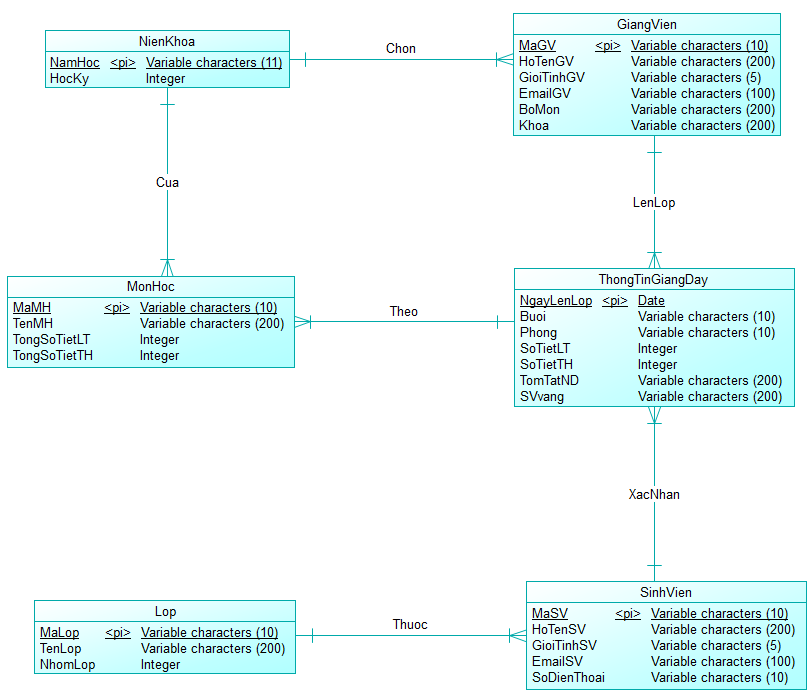 NienKhoa
NamHoc <pi> Variable characters (11)
HocKy Integer
Chon
GiangVien
MaGV <pi> Variable characters (10)
HoTenGV Variable characters (200)
GioiTinhGV Variable characters (5)
EmailGV Variable characters (100)
BoMon Variable characters (200)
Khoa Variable characters (200)
Cua
LenLop
MonHoc
MaMH <pi> Variable characters (10)
TenMH Variable characters (200)
TongSoTietLT Integer
TongSoTietTH Integer
Theo
ThongTinGiangDay
NgayLenLop <pi> Date
Buoi Variable characters (10)
Phong Variable characters (10)
SoTietLT Integer
SoTietTH Integer
TomTatND Variable characters (200)
SVvang Variable characters (200)
XacNhan
Lop
MaLop <pi> Variable characters (10)
TenLop Variable characters (200)
NhomLop Integer
Thuoc
SinhVien
MaSV <pi> Variable characters (10)
HoTenSV Variable characters (200)
GioiTinhSV Variable characters (5)
EmailSV Variable characters (100)
SoDienThoai Variable characters (10)